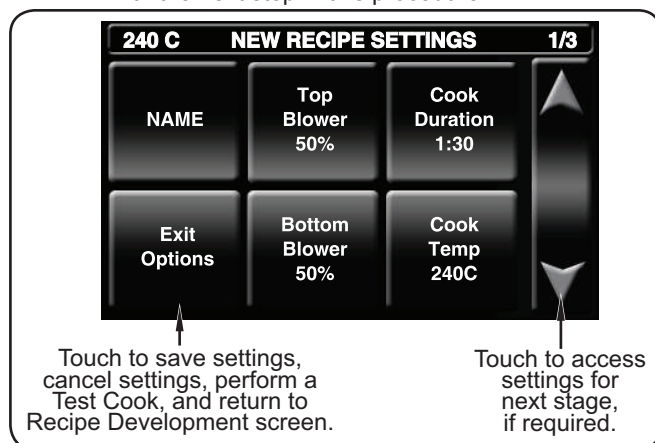 240 C NEW RECIPE SETTINGS 1/3
NAME
Top
Blower
50%
Cook
Duration
1:30
Exit
Options
Bottom
Blower
50%
Cook
Temp
240C
Touch to save settings,
cancel settings, perform a
Test Cook, and return to
Recipe Development screen.
Touch to access
settings for
next stage,
if required.